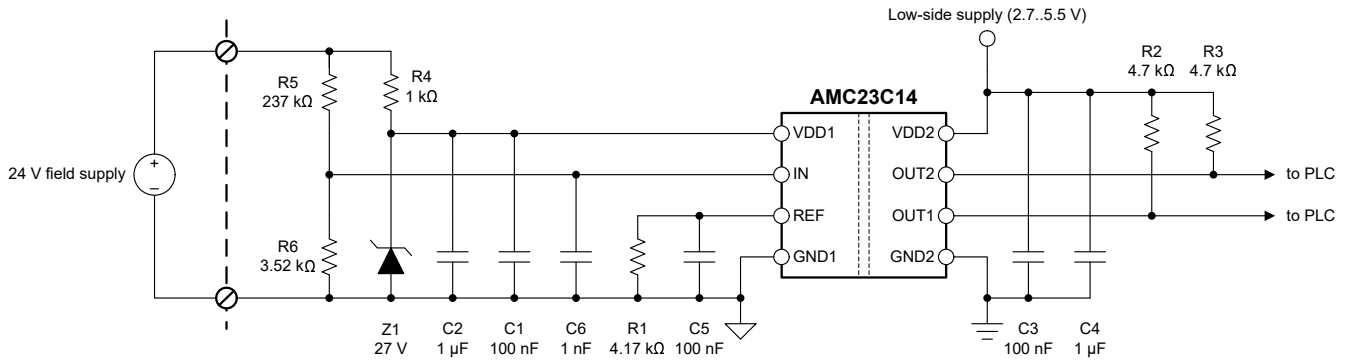 Low-side supply (2.7..5.5 V)
R2
4.7 kΩ
R3
4.7 kΩ
R5
237 kΩ
R4
1 kΩ
AMC23C14
VDD1
VDD2
24 V field supply
+
–
IN
OUT2
to PLC
REF
OUT1
to PLC
R6
3.52 kΩ
GND1
GND2
Z1
27 V
C2
1 µF
C1
100 nF
C6
1 nF
R1
4.17 kΩ
C5
100 nF
C3
100 nF
C4
1 µF